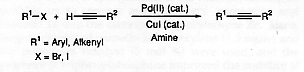 R¹–X + H–≡–R² Pd(II) (cat.) R¹–≡–R²
CuI (cat.)
Amine
R¹ = Aryl, Alkenyl
X = Br, I